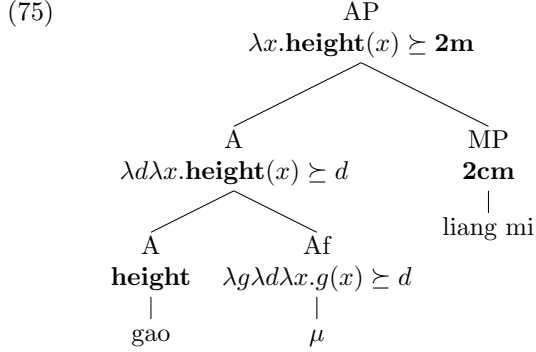 (75)
AP
λx.height(x) ⪰ 2m
A MP
λdλx.height(x) ⪰ d 2cm
liang mi
A Af
height λgλdλx.g(x) ⪰ d
gao μ